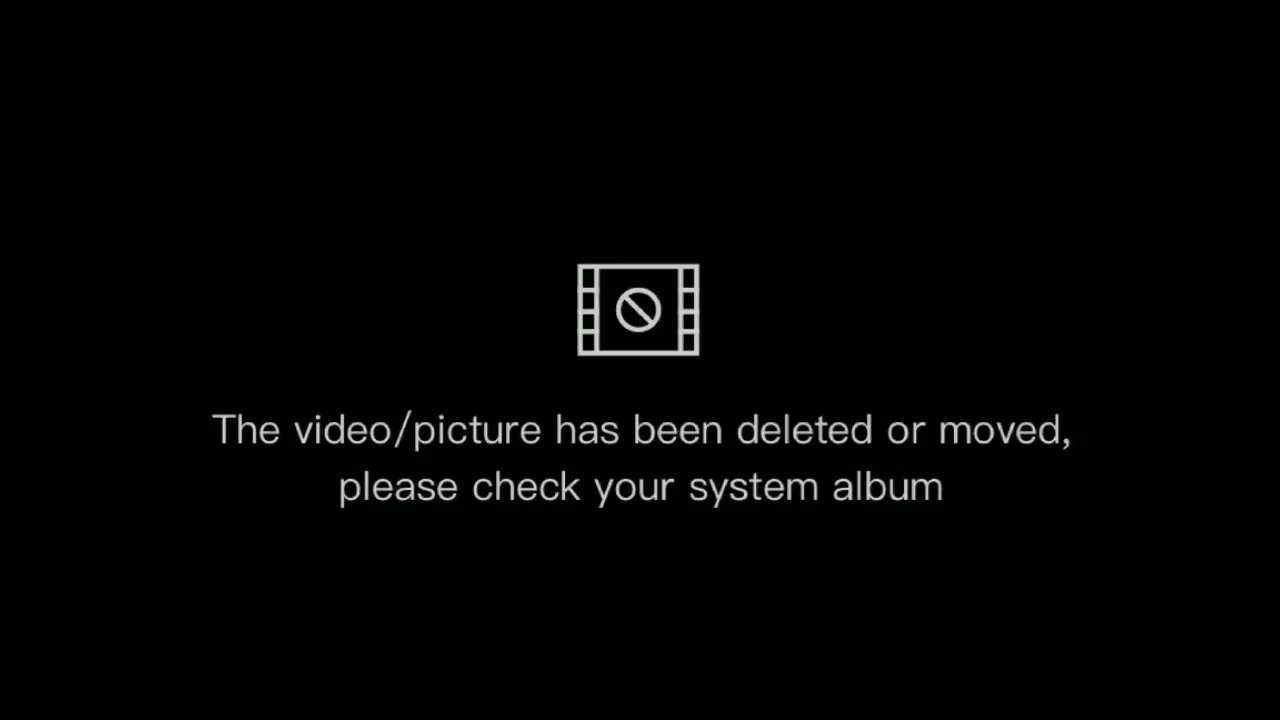 The video/picture has been deleted or moved,
please check your system album